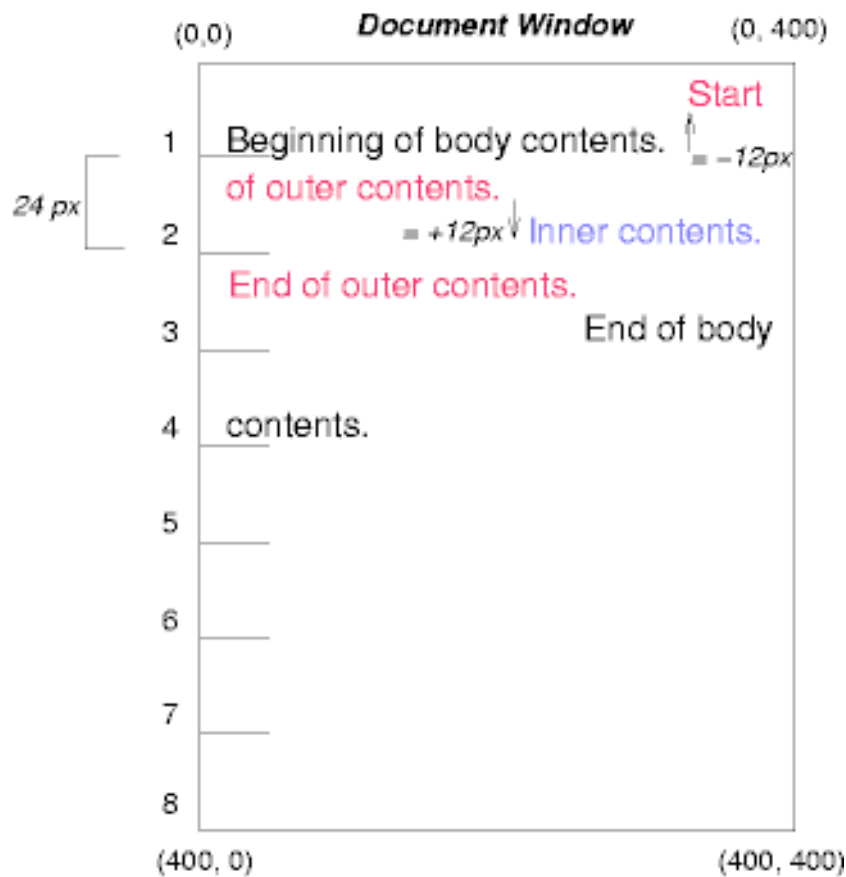 Document Window
(0,0)
(0, 400)
Start
1
Beginning of body contents.
= -12px
of outer contents.
24 px
2
= +12px
Inner contents.
End of outer contents.
3
End of body
4
contents.
5
6
7
8
(400, 0)
(400, 400)